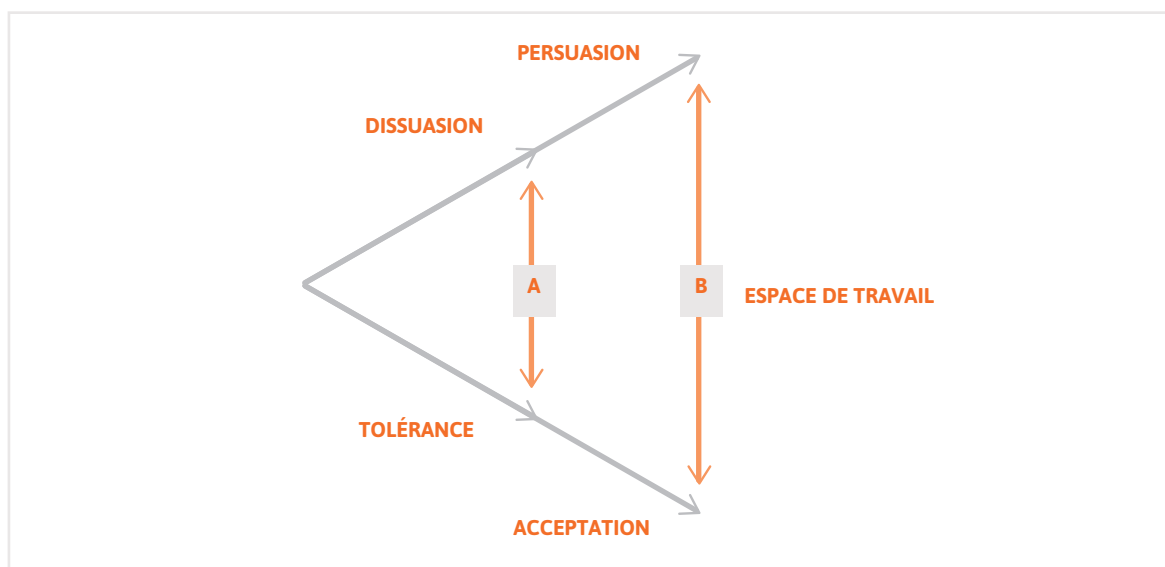 PERSUASION
DISSUASION
A
B
ESPACE DE TRAVAIL
TOLÉRANCE
ACCEPTATION